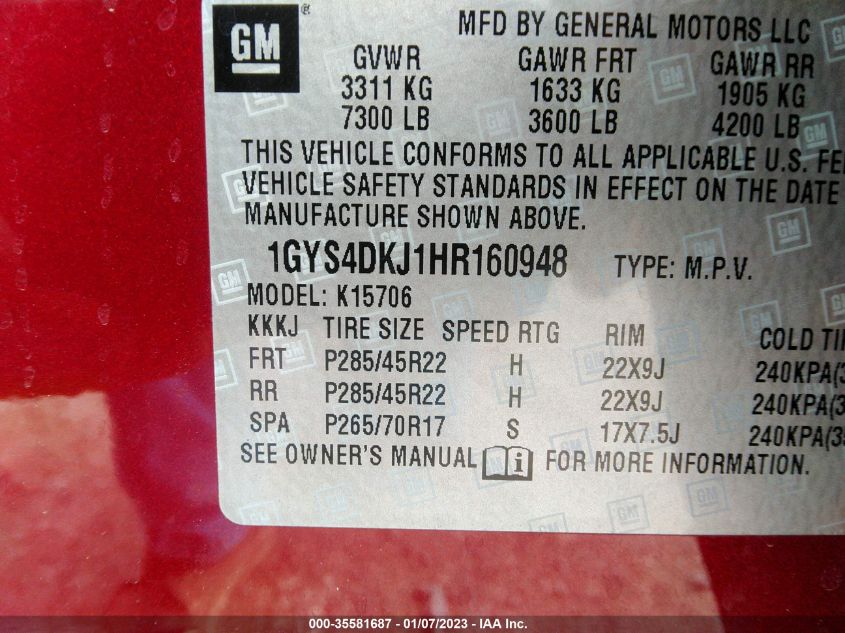 GM
MFD BY GENERAL MOTORS LLC
GVWR GAWR FRT GAWR RR
3311 KG 1633 KG 1905 KG
7300 LB 3600 LB 4200 LB
THIS VEHICLE CONFORMS TO ALL APPLICABLE U.S. FE
VEHICLE SAFETY STANDARDS IN EFFECT ON THE DATE
MANUFACTURE SHOWN ABOVE.
1GYS4DKJ1HR160948 TYPE: M.P.V.
MODEL: K15706
KKKJ TIRE SIZE SPEED RTG RIM COLD TI
FRT P285/45R22 H 22X9J 240KPA(3
RR P285/45R22 H 22X9J 240KPA(3
SPA P265/70R17 S 17X7.5J 240KPA(35
SEE OWNER'S MANUAL i FOR MORE INFORMATION.
000-35581687 - 01/07/2023 - IAA Inc.